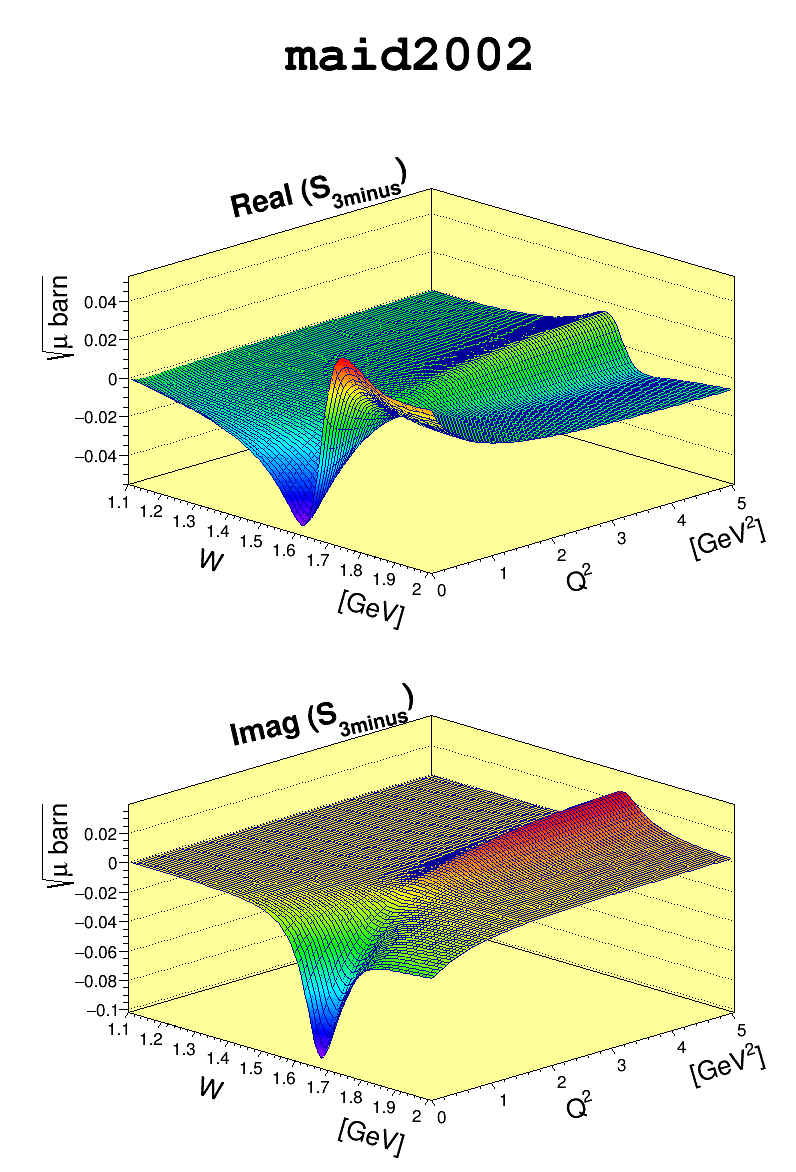 maid2002
Real (S3minus)
√μ barn
0.04
0.02
0
−0.02
−0.04
1.1 1.2 1.3 1.4 1.5 1.6 1.7 1.8 1.9 2
W
[GeV]
0 1 2 3 4 5
Q2
[GeV2]
Imag (S3minus)
√μ barn
0.02
0
−0.02
−0.04
−0.06
−0.08
−0.1
1.1 1.2 1.3 1.4 1.5 1.6 1.7 1.8 1.9 2
W
[GeV]
0 1 2 3 4 5
Q2
[GeV2]